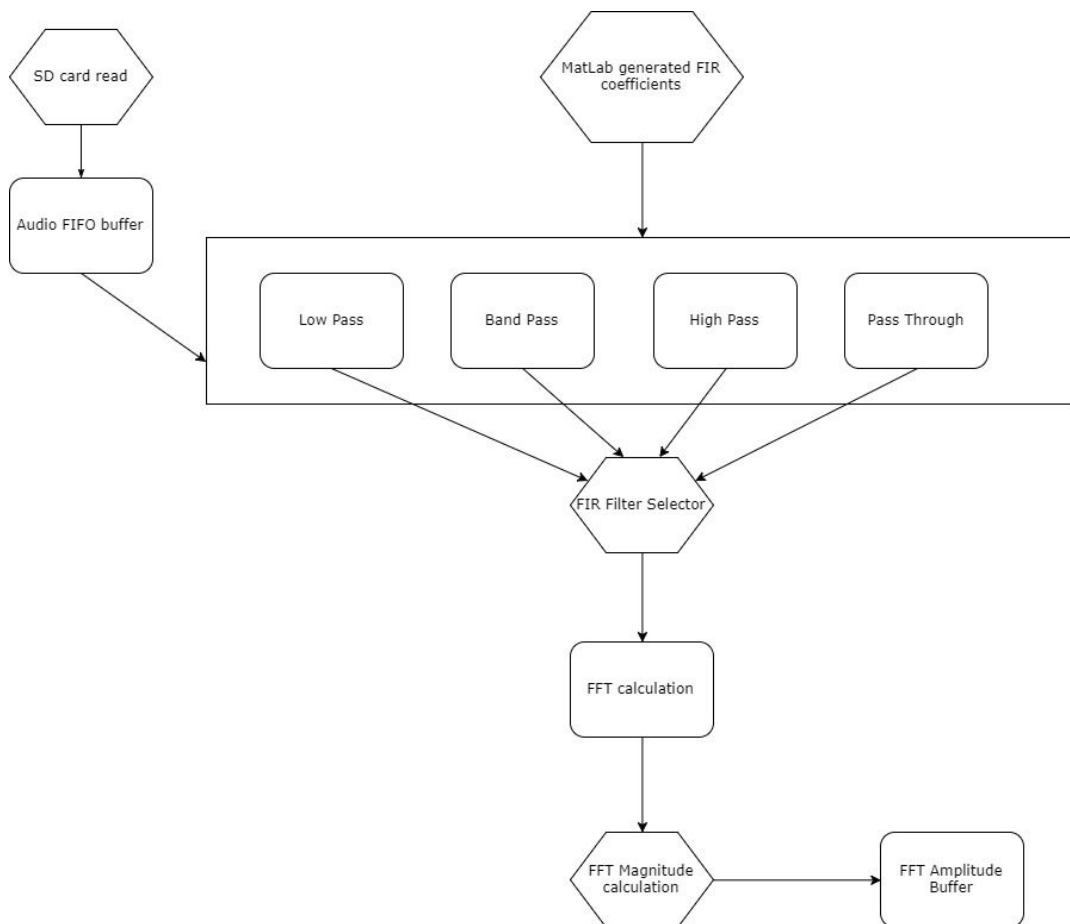 SD card read
MatLab generated FIR
coefficients
Audio FIFO buffer
Low Pass
Band Pass
High Pass
Pass Through
FIR Filter Selector
FFT calculation
FFT Magnitude
calculation
FFT Amplitude
Buffer